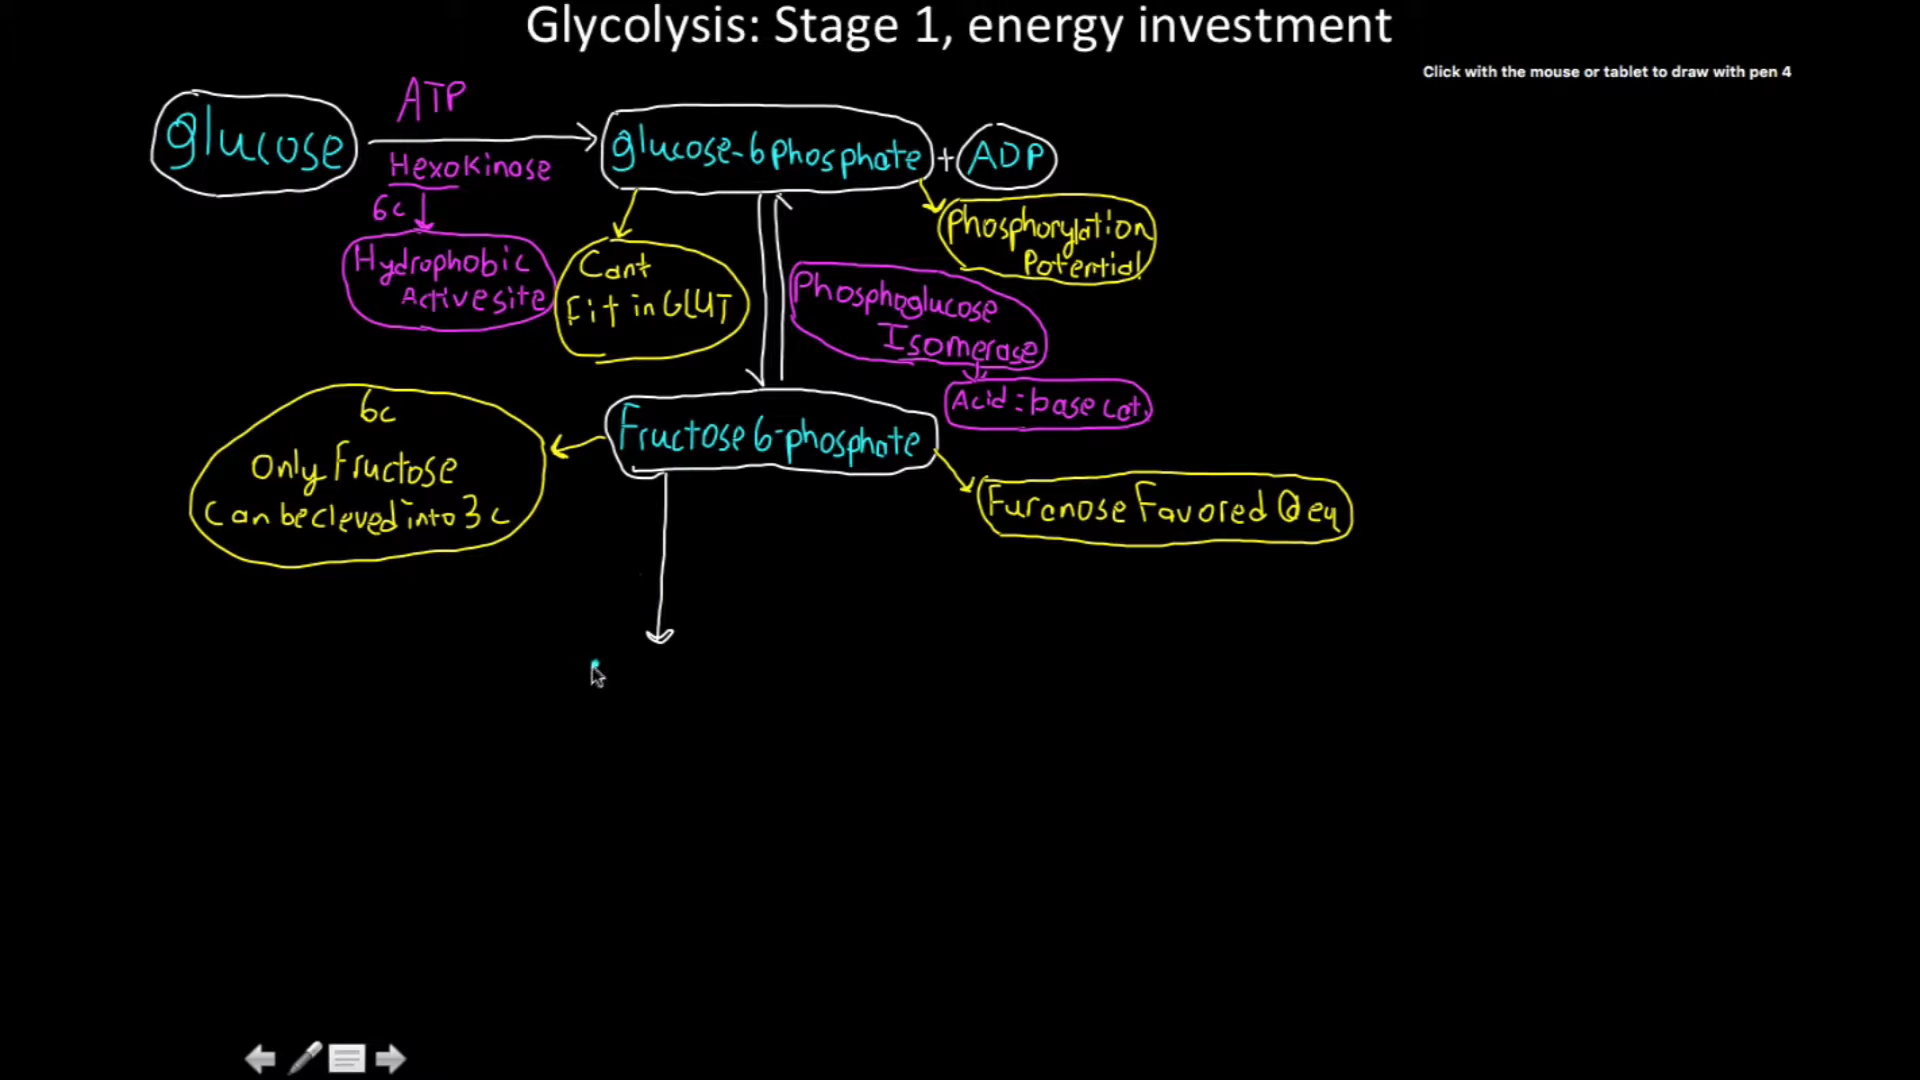 Glycolysis: Stage 1, energy investment
Click with the mouse or tablet to draw with pen 4
ATP
glucose
glucose-6phosphate + ADP
Hexokinase
6c
Phosphorylation
Potential
Hydrophobic
Active site
Cant
Fit in GLUT
Phosphoglucose
Isomerase
Acid:base cat.
6c
Only Fructose
Can be cleved into 3c
Fructose 6-phosphate
Furanose Favored @ eq